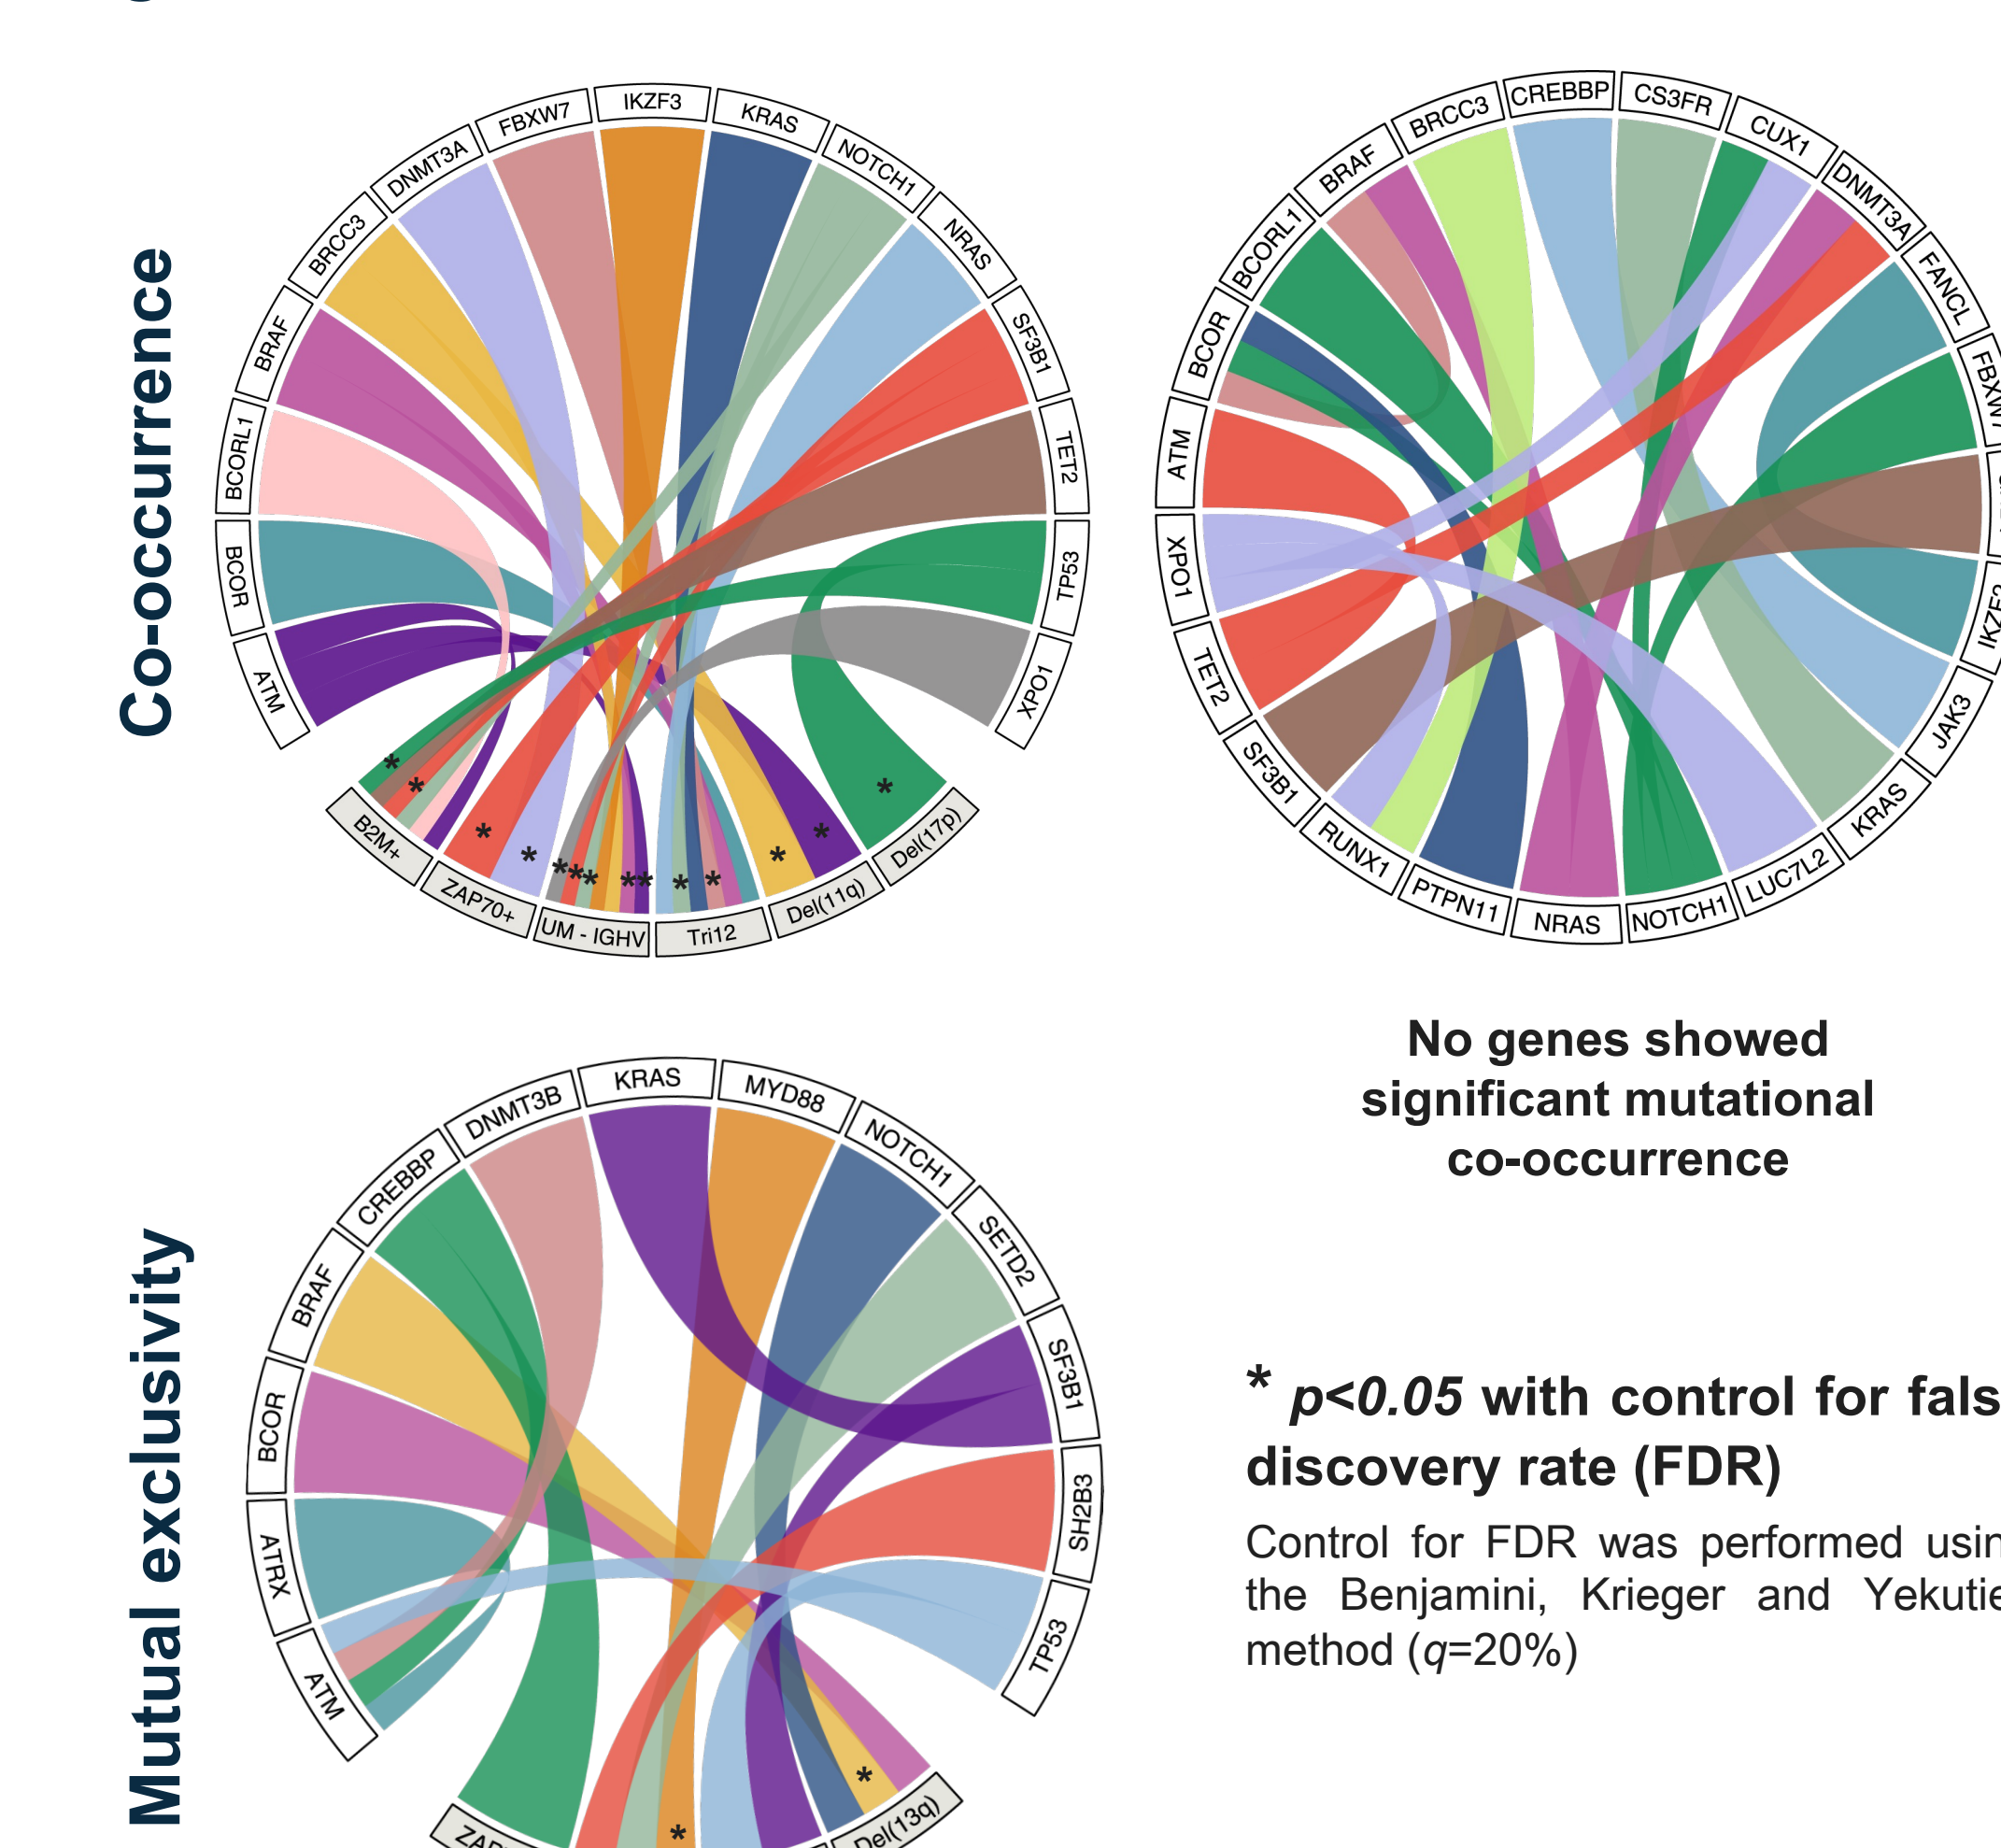 Co-occurrence
ATM
BCOR
BCORL1
BRAF
BRCC3
DNMT3A
FBXW7
IKZF3
KRAS
NOTCH1
NRAS
SF3B1
TET2
TP53
XPO1
Del(17p)
Del(11q)
Tri12
UM - IGHV
ZAP70+
B2M+
*
*
*
*
*
*
*
*
*
*
*
*
*
*
ATM
BCOR
BCORL1
BRAF
BRCC3
CREBBP
CS3FR
CUX1
DNMT3A
FANCL
JAK3
KRAS
LUC7L2
NOTCH1
NRAS
PTPN11
RUNX1
SF3B1
TET2
XPO1
No genes showed
significant mutational
co-occurrence
Mutual exclusivity
ATM
ATRX
BCOR
BRAF
CREBBP
DNMT3B
KRAS
MYD88
NOTCH1
SETD2
SF3B1
SH2B3
TP53
Del(13q)
*
*
* p<0.05 with control for fals
discovery rate (FDR)
Control for FDR was performed usin
the Benjamini, Krieger and Yekutie
method (q=20%)